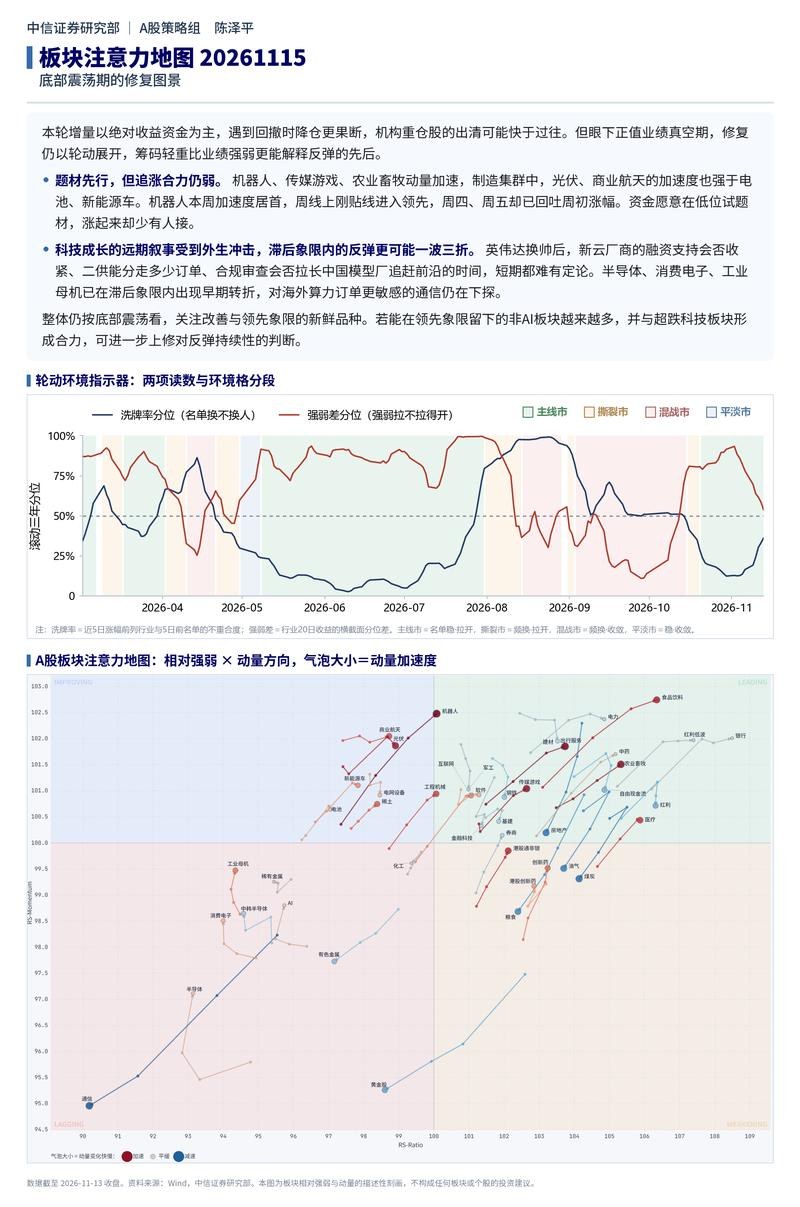 中信证券研究部 | A股策略组 陈泽平
板块注意力地图 20261115
底部震荡期的修复图景
本轮增量以绝对收益资金为主，遇到回撤时降仓更果断，机构重仓股的出清可能快于过往。但眼下正值业绩真空期，修复
仍以轮动展开，筹码轻重比业绩强弱更能解释反弹的先后。
• 题材先行，但追涨合力仍弱。 机器人、传媒游戏、农业畜牧动量加速，制造集群中，光伏、商业航天的加速度也强于电
池、新能源车。机器人本周加速度居首，周线上刚贴线进入领先，周四、周五却已回吐周初涨幅。资金愿意在低位试题
材，涨起来却少有人接。
• 科技成长的远期叙事受到外生冲击，滞后象限内的反弹更可能一波三折。 英伟达换帅后，新云厂商的融资支持会否收
紧、二供能分走多少订单、合规审查会否拉长中国模型厂追赶前沿的时间，短期都难有定论。半导体、消费电子、工业
母机已在滞后象限内出现早期转折，对海外算力订单更敏感的通信仍在下探。
整体仍按底部震荡看，关注改善与领先象限的新鲜品种。若能在领先象限留下的非AI板块越来越多，并与超跌科技板块形
成合力，可进一步上修对反弹持续性的判断。
轮动环境指示器：两项读数与环境格分段
洗牌率分位（名单换不换人） 强弱差分位（强弱拉不拉得开） 主线市 撕裂市 混战市 平淡市
滚动三年分位
100%
75%
50%
25%
0
2026-04 2026-05 2026-06 2026-07 2026-08 2026-09 2026-10 2026-11
注：洗牌率＝近5日涨幅前列行业与5日前名单的不重合度；强弱差＝行业20日收益的横截面分位差。主线市＝名单稳·拉开，撕裂市＝频换·拉开，混战市＝频换·收敛，平淡市＝稳·收敛。
A股板块注意力地图：相对强弱 × 动量方向，气泡大小＝动量加速度
IMPROVING LEADING
103.0
102.5
102.0
101.5
101.0
100.5
100.0
99.5
99.0
98.5
98.0
97.5
97.0
96.5
96.0
95.5
95.0
94.5
RS-Momentum
食品饮料
机器人
电力
商业航天
光伏
建材 出行服务
红利低波 银行
中药
互联网
军工
农业畜牧
新能源车
电网设备
工程机械
软件
传媒游戏
钢铁
自由现金流
稀土
电池
红利
基建
医疗
金融科技
券商
房地产
港股通非银
化工
工业母机
创新药
油气
稀有金属
港股创新药
煤炭
AI
中韩半导体
消费电子
粮食
有色金属
半导体
黄金股
通信
LAGGING WEAKENING
90 91 92 93 94 95 96 97 98 99 100 101 102 103 104 105 106 107 108 109
RS-Ratio
气泡大小＝动量变化快慢： 加速 平缓 减速
数据截至 2026-11-13 收盘。资料来源：Wind，中信证券研究部。本图为板块相对强弱与动量的描述性刻画，不构成任何板块或个股的投资建议。